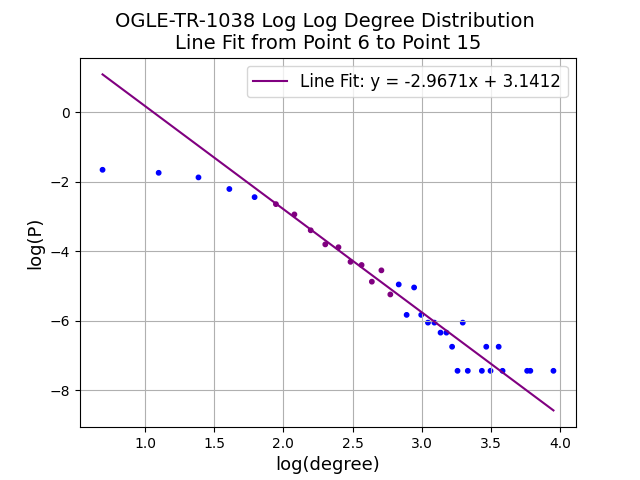 OGLE-TR-1038 Log Log Degree Distribution
Line Fit from Point 6 to Point 15
Line Fit: y = -2.9671x + 3.1412
log(P)
0
−2
−4
−6
−8
1.0 1.5 2.0 2.5 3.0 3.5 4.0
log(degree)